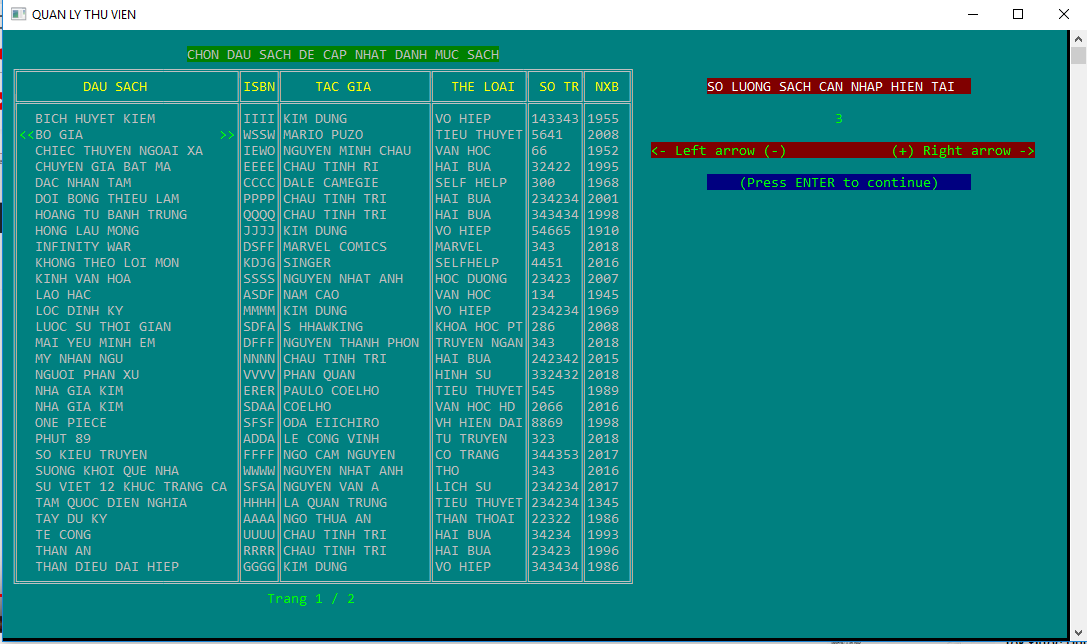 QUAN LY THU VIEN
CHON DAU SACH DE CAP NHAT DANH MUC SACH
DAU SACH ISBN TAC GIA THE LOAI SO TR NXB
BICH HUYET KIEM IIII KIM DUNG VO HIEP 143343 1955
<<BO GIA >> WSSW MARIO PUZO TIEU THUYET 5641 2008
CHIEC THUYEN NGOAI XA IEWO NGUYEN MINH CHAU VAN HOC 66 1952
CHUYEN GIA BAT MA EEEE CHAU TINH RI HAI BUA 32422 1995
DAC NHAN TAM CCCC DALE CAMEGIE SELF HELP 300 1968
DOI BONG THIEU LAM PPPP CHAU TINH TRI HAI BUA 234234 2001
HOANG TU BANH TRUNG QQQQ CHAU TINH TRI HAI BUA 343434 1998
HONG LAU MONG JJJJ KIM DUNG VO HIEP 54665 1910
INFINITY WAR DSFF MARVEL COMICS MARVEL 343 2018
KHONG THEO LOI MON KDJG SINGER SELFHELP 4451 2016
KINH VAN HOA SSSS NGUYEN NHAT ANH HOC DUONG 23423 2007
LAO HAC ASDF NAM CAO VAN HOC 134 1945
LOC DINH KY MMMM KIM DUNG VO HIEP 234234 1969
LUOC SU THOI GIAN SDFA S HHAWKING KHOA HOC PT 286 2008
MAI YEU MINH EM DFFF NGUYEN THANH PHON TRUYEN NGAN 343 2018
MY NHAN NGU NNNN CHAU TINH TRI HAI BUA 242342 2015
NGUOI PHAN XU VVVV PHAN QUAN HINH SU 332432 2018
NHA GIA KIM ERER PAULO COELHO TIEU THUYET 545 1989
NHA GIA KIM SDAA COELHO VAN HOC HD 2066 2016
ONE PIECE SFSF ODA EIICHIRO VH HIEN DAI 8869 1998
PHUT 89 ADDA LE CONG VINH TU TRUYEN 323 2018
SO KIEU TRUYEN FFFF NGO CAM NGUYEN CO TRANG 344353 2017
SUONG KHOI QUE NHA WWWW NGUYEN NHAT ANH THO 343 2016
SU VIET 12 KHUC TRANG CA SFSA NGUYEN VAN A LICH SU 234234 2017
TAM QUOC DIEN NGHIA HHHH LA QUAN TRUNG TIEU THUYET 234234 1345
TAY DU KY AAAA NGO THUA AN THAN THOAI 22322 1986
TE CONG UUUU CHAU TINH TRI HAI BUA 34234 1993
THAN AN RRRR CHAU TINH TRI HAI BUA 23423 1996
THAN DIEU DAI HIEP GGGG KIM DUNG VO HIEP 343434 1986
Trang 1 / 2
SO LUONG SACH CAN NHAP HIEN TAI
3
<- Left arrow (-) (+) Right arrow ->
(Press ENTER to continue)